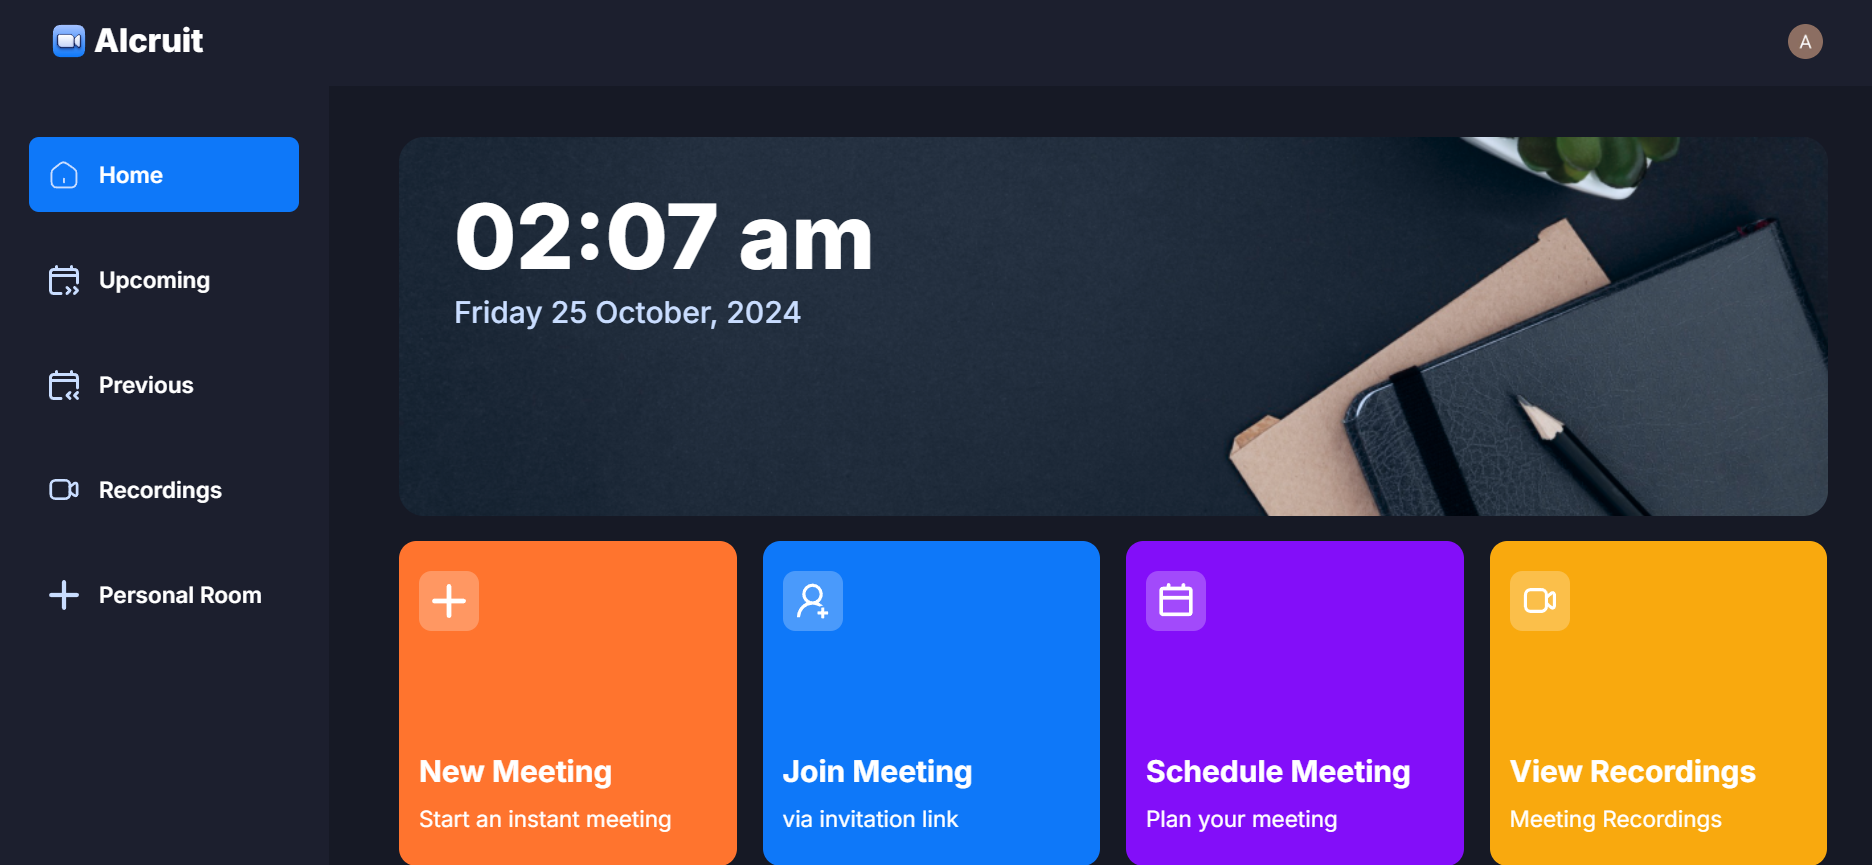 AIcruit
A
Home
Upcoming
Previous
Recordings
Personal Room
02:07 am
Friday 25 October, 2024
New Meeting
Start an instant meeting
Join Meeting
via invitation link
Schedule Meeting
Plan your meeting
View Recordings
Meeting Recordings